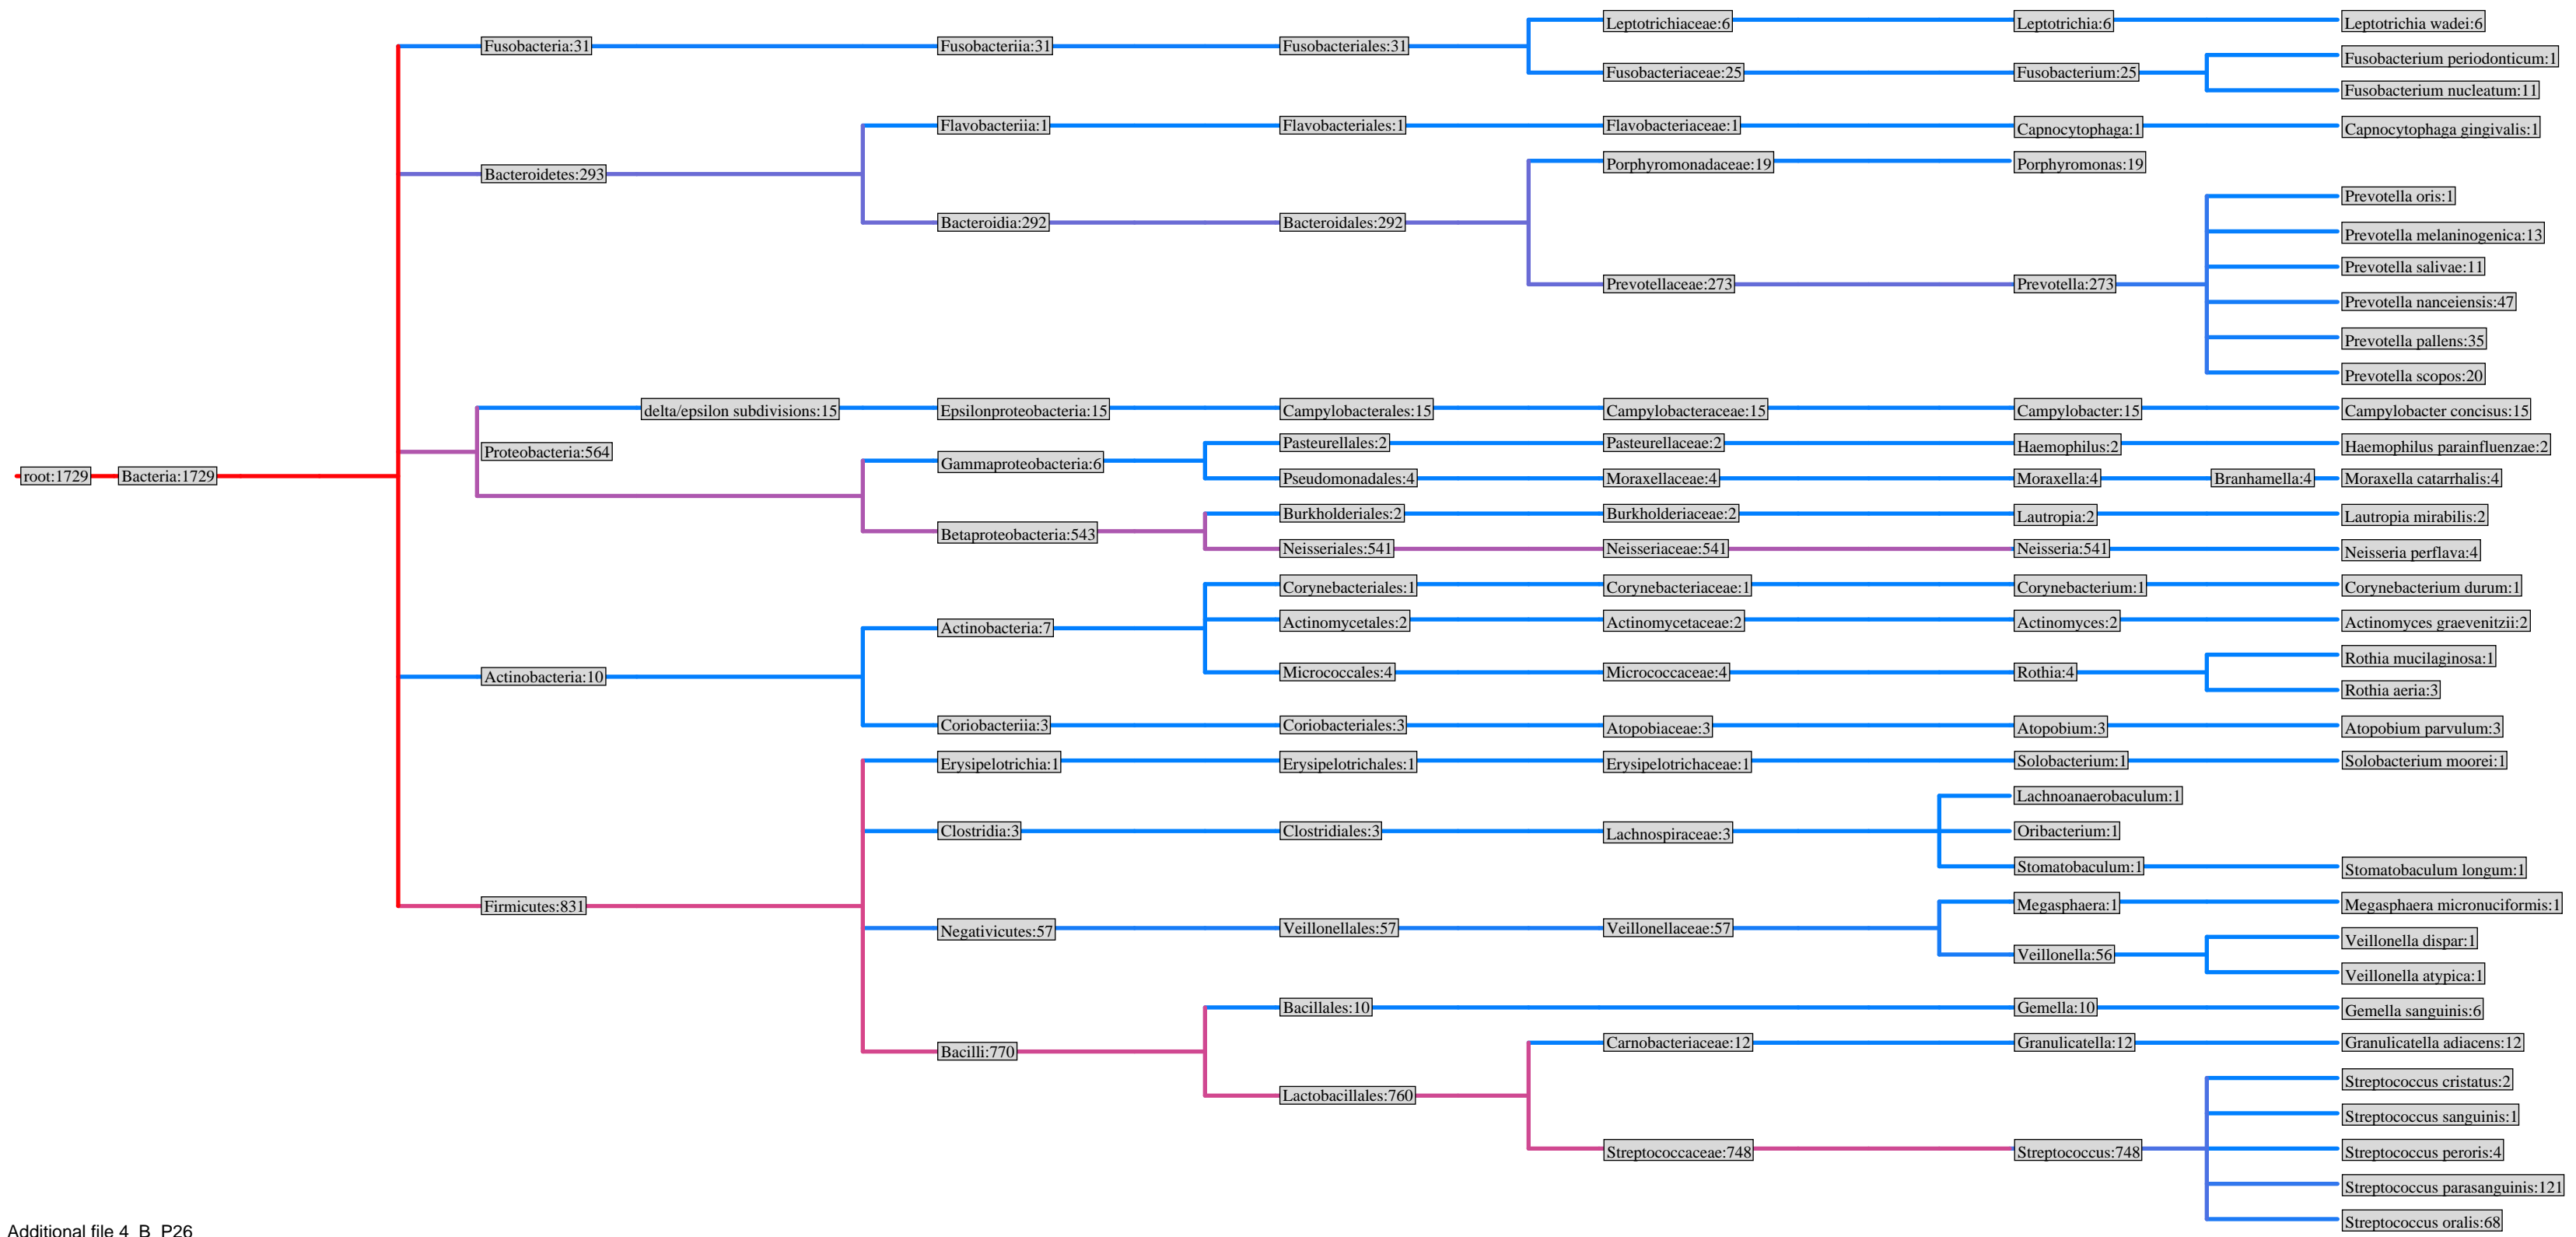 Leptotrichiaceae:6
Leptotrichia:6
Leptotrichia wadei:6
Fusobacteria:31
Fusobacteriia:31
Fusobacteriales:31
Fusobacterium periodonticum:1
Fusobacteriaceae:25
Fusobacterium:25
Fusobacterium nucleatum:11
Flavobacteriia:1
Flavobacteriales:1
Flavobacteriaceae:1
Capnocytophaga:1
Capnocytophaga gingivalis:1
Bacteroidetes:293
Porphyromonadaceae:19
Porphyromonas:19
Prevotella oris:1
Bacteroidia:292
Bacteroidales:292
Prevotella melaninogenica:13
Prevotella salivae:11
Prevotellaceae:273
Prevotella:273
Prevotella nanceiensis:47
Prevotella pallens:35
Prevotella scopos:20
delta/epsilon subdivisions:15
Epsilonproteobacteria:15
Campylobacterales:15
Campylobacteraceae:15
Campylobacter:15
Campylobacter concisus:15
Proteobacteria:564
Pasteurellales:2
Pasteurellaceae:2
Haemophilus:2
Haemophilus parainfluenzae:2
Gammaproteobacteria:6
root:1729
Bacteria:1729
Pseudomonadales:4
Moraxellaceae:4
Moraxella:4
Branhamella:4
Moraxella catarrhalis:4
Burkholderiales:2
Burkholderiaceae:2
Lautropia:2
Lautropia mirabilis:2
Betaproteobacteria:543
Neisseriales:541
Neisseriaceae:541
Neisseria:541
Neisseria perflava:4
Corynebacteriales:1
Corynebacteriaceae:1
Corynebacterium:1
Corynebacterium durum:1
Actinobacteria:7
Actinomycetales:2
Actinomycetaceae:2
Actinomyces:2
Actinomyces graevenitzii:2
Rothia mucilaginosa:1
Actinobacteria:10
Micrococcales:4
Micrococcaceae:4
Rothia:4
Rothia aeria:3
Coriobacteriia:3
Coriobacteriales:3
Atopobiaceae:3
Atopobium:3
Atopobium parvulum:3
Erysipelotrichia:1
Erysipelotrichales:1
Erysipelotrichaceae:1
Solobacterium:1
Solobacterium moorei:1
Lachnoanaerobaculum:1
Clostridia:3
Clostridiales:3
Lachnospiraceae:3
Oribacterium:1
Stomatobaculum:1
Stomatobaculum longum:1
Firmicutes:831
Megasphaera:1
Megasphaera micronuciformis:1
Negativicutes:57
Veillonellales:57
Veillonellaceae:57
Veillonella dispar:1
Veillonella:56
Veillonella atypica:1
Bacillales:10
Gemella:10
Gemella sanguinis:6
Bacilli:770
Carnobacteriaceae:12
Granulicatella:12
Granulicatella adiacens:12
Lactobacillales:760
Streptococcus cristatus:2
Streptococcus sanguinis:1
Streptococcaceae:748
Streptococcus:748
Streptococcus peroris:4
Streptococcus parasanguinis:121
Streptococcus oralis:68
Additional file 4_B_P26